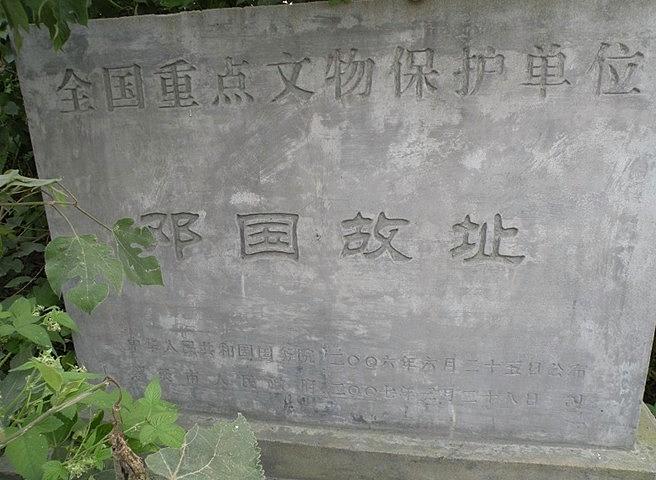 全国重点文物保护单位
邓国故址
中华人民共和国国务院 二〇〇六年六月二十五日公布
市人民政府 二〇〇七年 月二十八日